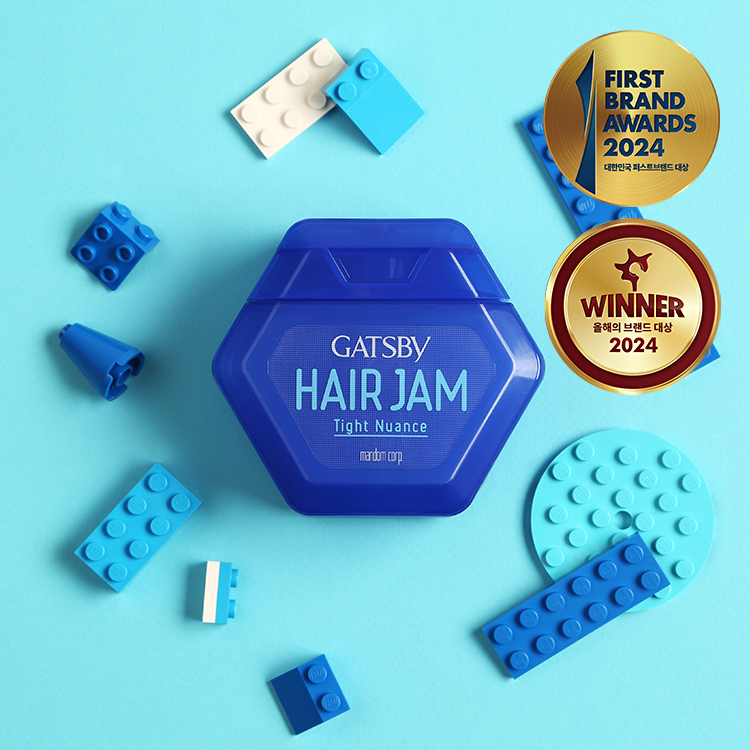 FIRST
BRAND
AWARDS
2024
대한민국 퍼스트브랜드 대상
WINNER
올해의 브랜드 대상
2024
GATSBY
HAIR JAM
Tight Nuance
mandom corp.